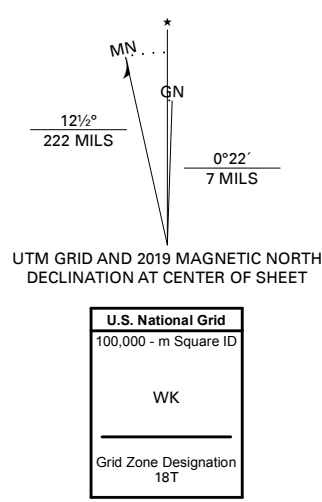 MN
GN
12½°
222 MILS
0°22´
7 MILS
UTM GRID AND 2019 MAGNETIC NORTH
DECLINATION AT CENTER OF SHEET
U.S. National Grid
100,000 - m Square ID
WK
Grid Zone Designation
18T